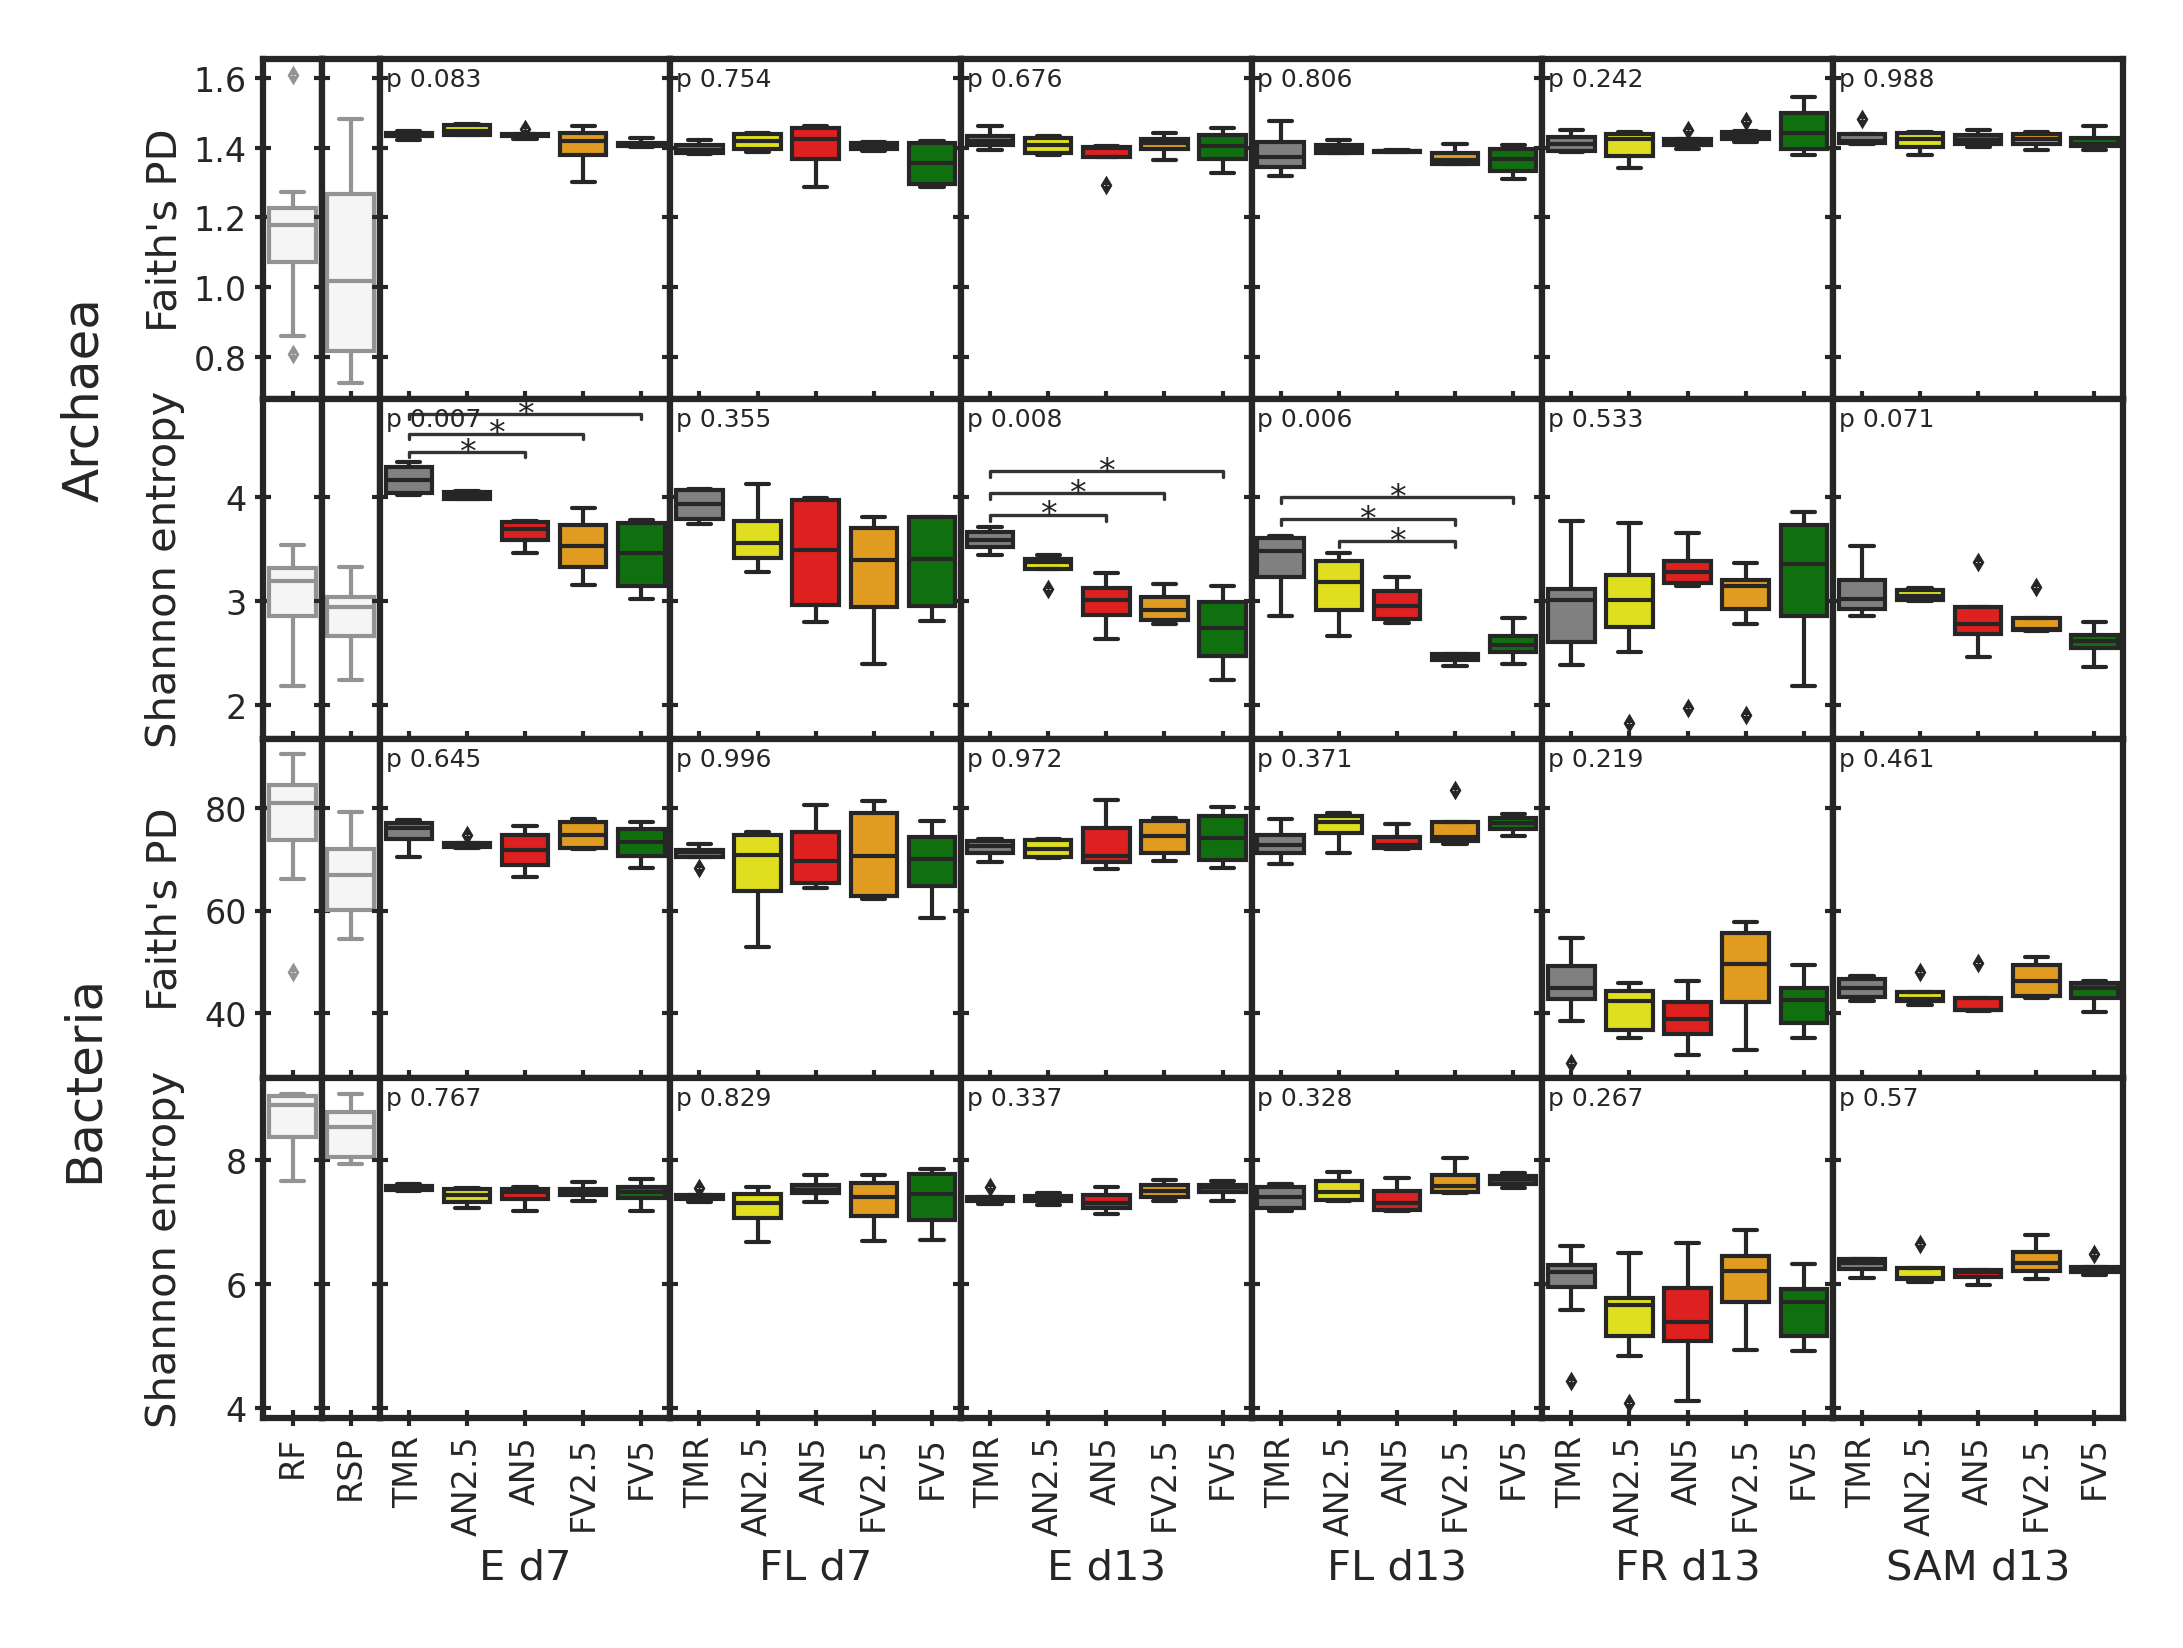 Archaea
Bacteria
Faith's PD
1.6
1.4
1.2
1.0
0.8
p 0.083
p 0.754
p 0.676
p 0.806
p 0.242
p 0.988
Shannon entropy
4
3
2
p 0.007
p 0.355
p 0.008
p 0.006
p 0.533
p 0.071
*
*
*
*
*
*
*
*
*
Faith's PD
80
60
40
p 0.645
p 0.996
p 0.972
p 0.371
p 0.219
p 0.461
Shannon entropy
8
6
4
p 0.767
p 0.829
p 0.337
p 0.328
p 0.267
p 0.57
RF RSP TMR AN2.5 AN5 FV2.5 FV5 TMR AN2.5 AN5 FV2.5 FV5 TMR AN2.5 AN5 FV2.5 FV5 TMR AN2.5 AN5 FV2.5 FV5 TMR AN2.5 AN5 FV2.5 FV5 TMR AN2.5 AN5 FV2.5 FV5
E d7 FL d7 E d13 FL d13 FR d13 SAM d13